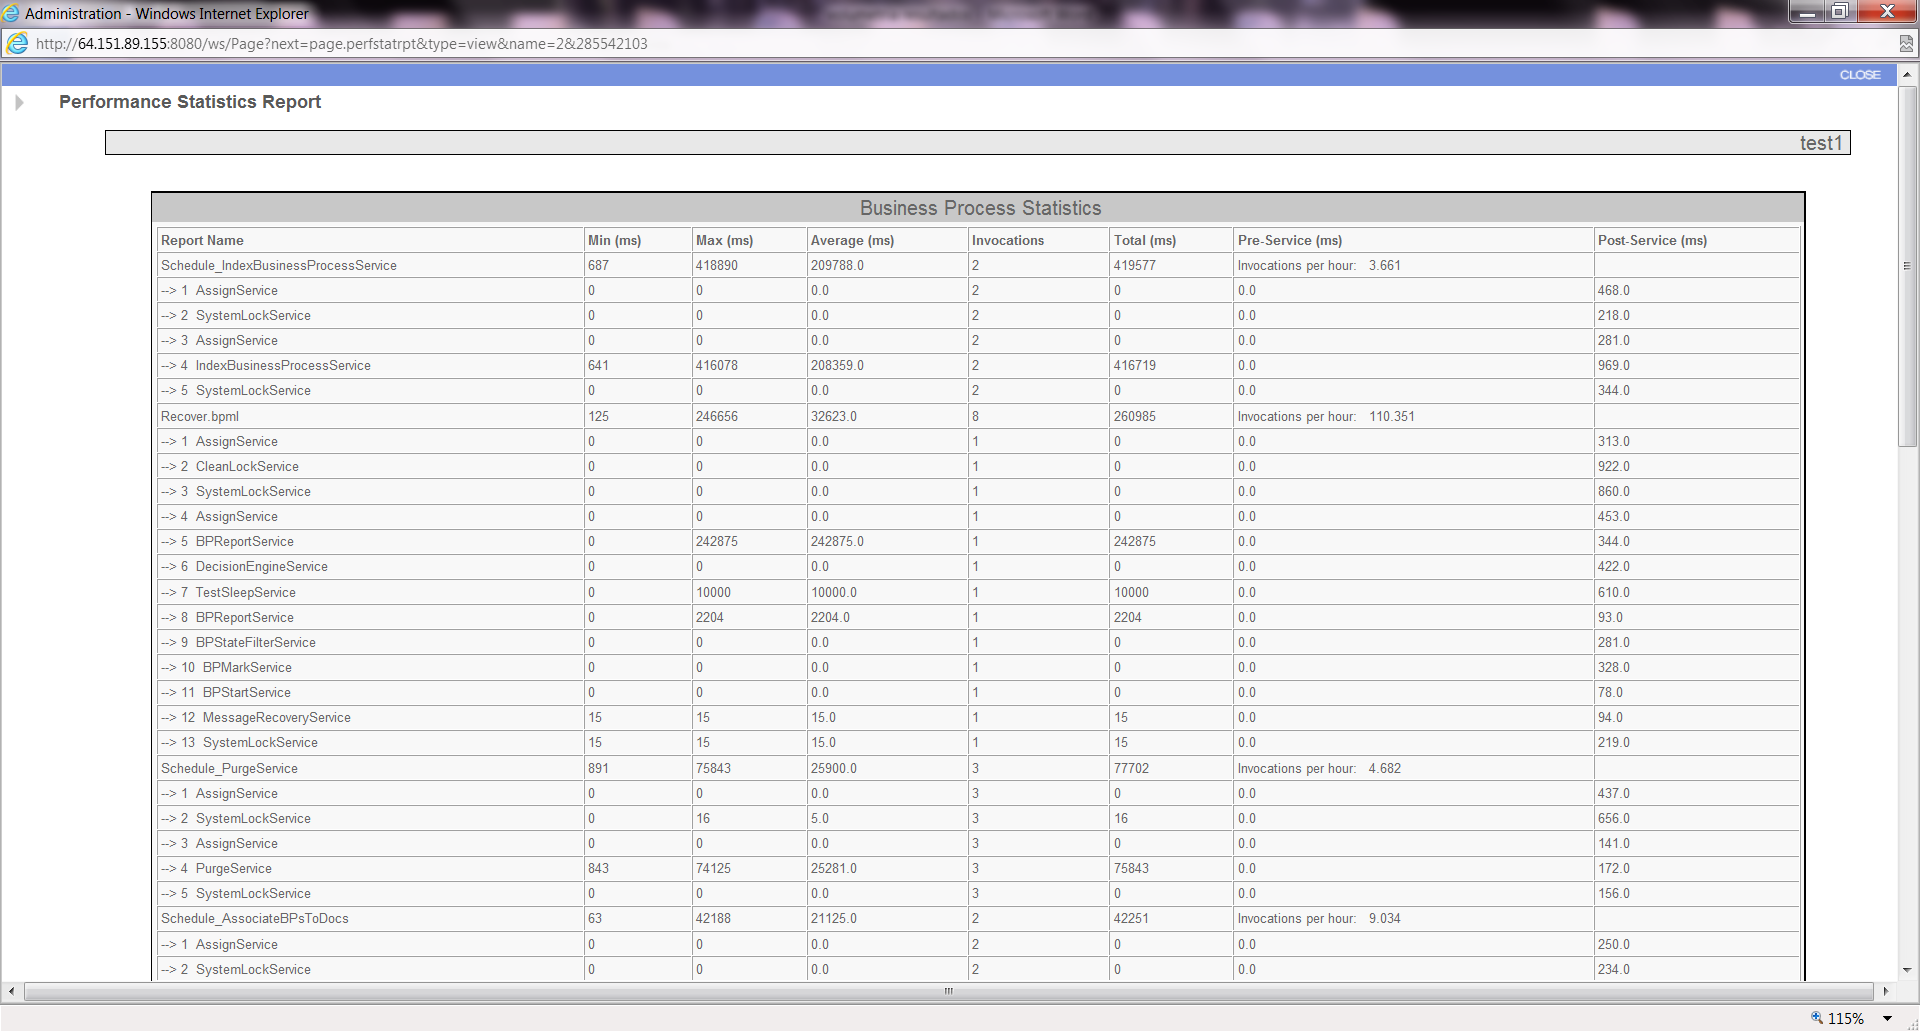 Administration - Windows Internet Explorer
http://64.151.89.155:8080/ws/Page?next=page.perfstatrpt&type=view&name=2&285542103
CLOSE
Performance Statistics Report
test1
Business Process Statistics
Report Name Min (ms) Max (ms) Average (ms) Invocations Total (ms) Pre-Service (ms) Post-Service (ms)
Schedule_IndexBusinessProcessService 687 418890 209788.0 2 419577 Invocations per hour: 3.661
--> 1 AssignService 0 0 0.0 2 0 0.0 468.0
--> 2 SystemLockService 0 0 0.0 2 0 0.0 218.0
--> 3 AssignService 0 0 0.0 2 0 0.0 281.0
--> 4 IndexBusinessProcessService 641 416078 208359.0 2 416719 0.0 969.0
--> 5 SystemLockService 0 0 0.0 2 0 0.0 344.0
Recover.bpml 125 246656 32623.0 8 260985 Invocations per hour: 110.351
--> 1 AssignService 0 0 0.0 1 0 0.0 313.0
--> 2 CleanLockService 0 0 0.0 1 0 0.0 922.0
--> 3 SystemLockService 0 0 0.0 1 0 0.0 860.0
--> 4 AssignService 0 0 0.0 1 0 0.0 453.0
--> 5 BPReportService 0 242875 242875.0 1 242875 0.0 344.0
--> 6 DecisionEngineService 0 0 0.0 1 0 0.0 422.0
--> 7 TestSleepService 0 10000 10000.0 1 10000 0.0 610.0
--> 8 BPReportService 0 2204 2204.0 1 2204 0.0 93.0
--> 9 BPStateFilterService 0 0 0.0 1 0 0.0 281.0
--> 10 BPMarkService 0 0 0.0 1 0 0.0 328.0
--> 11 BPStartService 0 0 0.0 1 0 0.0 78.0
--> 12 MessageRecoveryService 15 15 15.0 1 15 0.0 94.0
--> 13 SystemLockService 15 15 15.0 1 15 0.0 219.0
Schedule_PurgeService 891 75843 25900.0 3 77702 Invocations per hour: 4.682
--> 1 AssignService 0 0 0.0 3 0 0.0 437.0
--> 2 SystemLockService 0 16 5.0 3 16 0.0 656.0
--> 3 AssignService 0 0 0.0 3 0 0.0 141.0
--> 4 PurgeService 843 74125 25281.0 3 75843 0.0 172.0
--> 5 SystemLockService 0 0 0.0 3 0 0.0 156.0
Schedule_AssociateBPsToDocs 63 42188 21125.0 2 42251 Invocations per hour: 9.034
--> 1 AssignService 0 0 0.0 2 0 0.0 250.0
--> 2 SystemLockService 0 0 0.0 2 0 0.0 234.0
115%